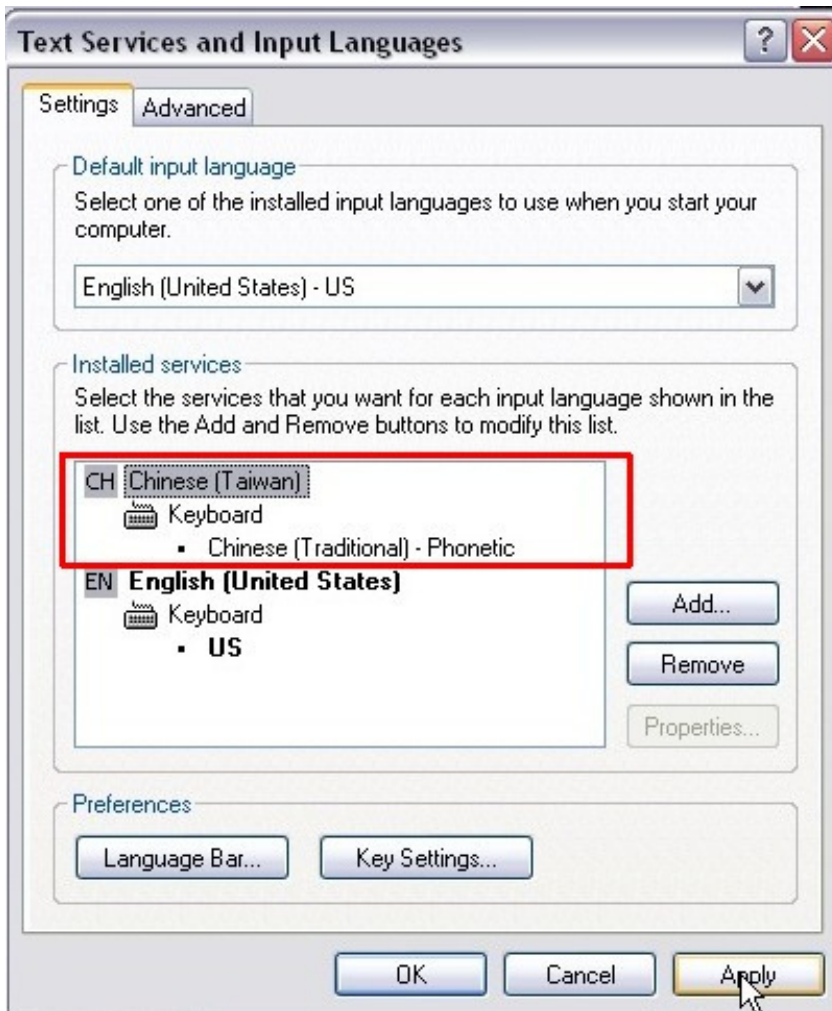 Text Services and Input Languages
Settings
Advanced
Default input language
Select one of the installed input languages to use when you start your
computer.
English (United States) - US
Installed services
Select the services that you want for each input language shown in the
list. Use the Add and Remove buttons to modify this list.
CH Chinese (Taiwan)
Keyboard
▪ Chinese (Traditional) - Phonetic
EN English (United States)
Keyboard
▪ US
Add...
Remove
Properties...
Preferences
Language Bar...
Key Settings...
OK
Cancel
Apply